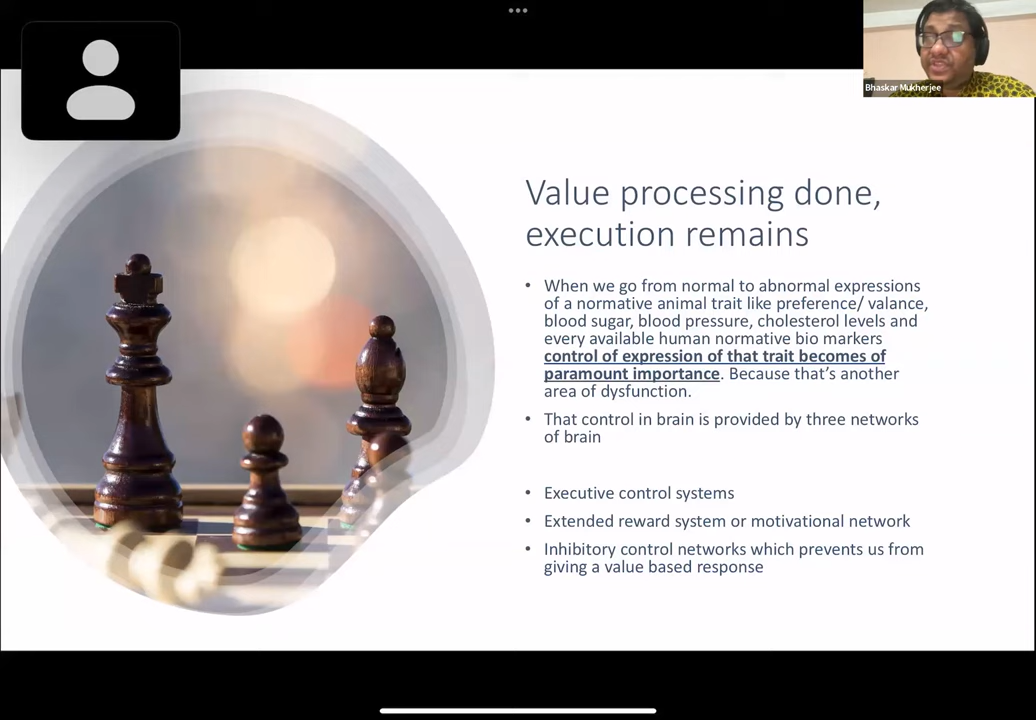 Bhaskar Mukherjee
Value processing done,
execution remains
• When we go from normal to abnormal expressions
of a normative animal trait like preference/ valance,
blood sugar, blood pressure, cholesterol levels and
every available human normative bio markers
control of expression of that trait becomes of
paramount importance. Because that's another
area of dysfunction.
• That control in brain is provided by three networks
of brain
• Executive control systems
• Extended reward system or motivational network
• Inhibitory control networks which prevents us from
giving a value based response